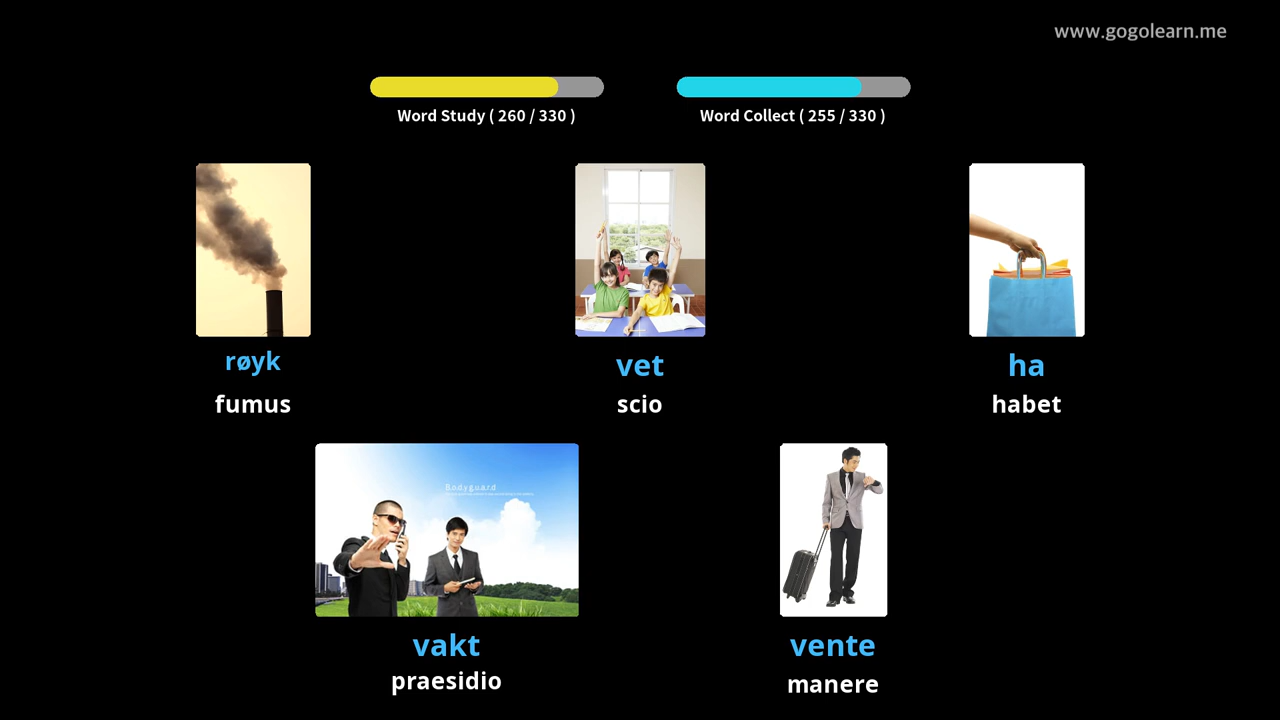 www.gogolearn.me
Word Study ( 260 / 330 )
Word Collect ( 255 / 330 )
røyk
vet
ha
fumus
scio
habet
Bodyguard
vakt
vente
praesidio
manere